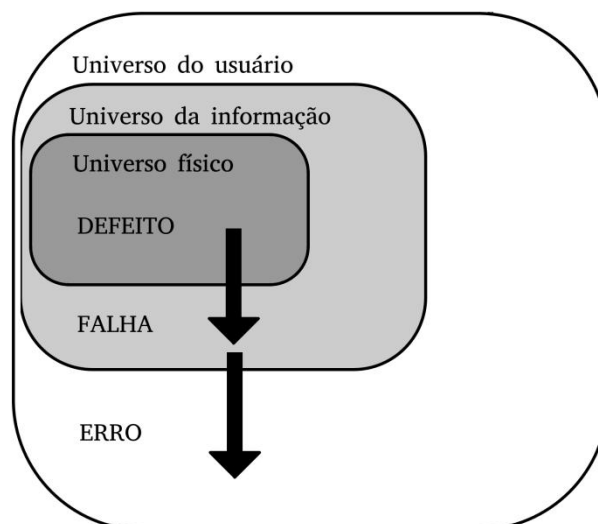 Universo do usuário
Universo da informação
Universo físico
DEFEITO
FALHA
ERRO